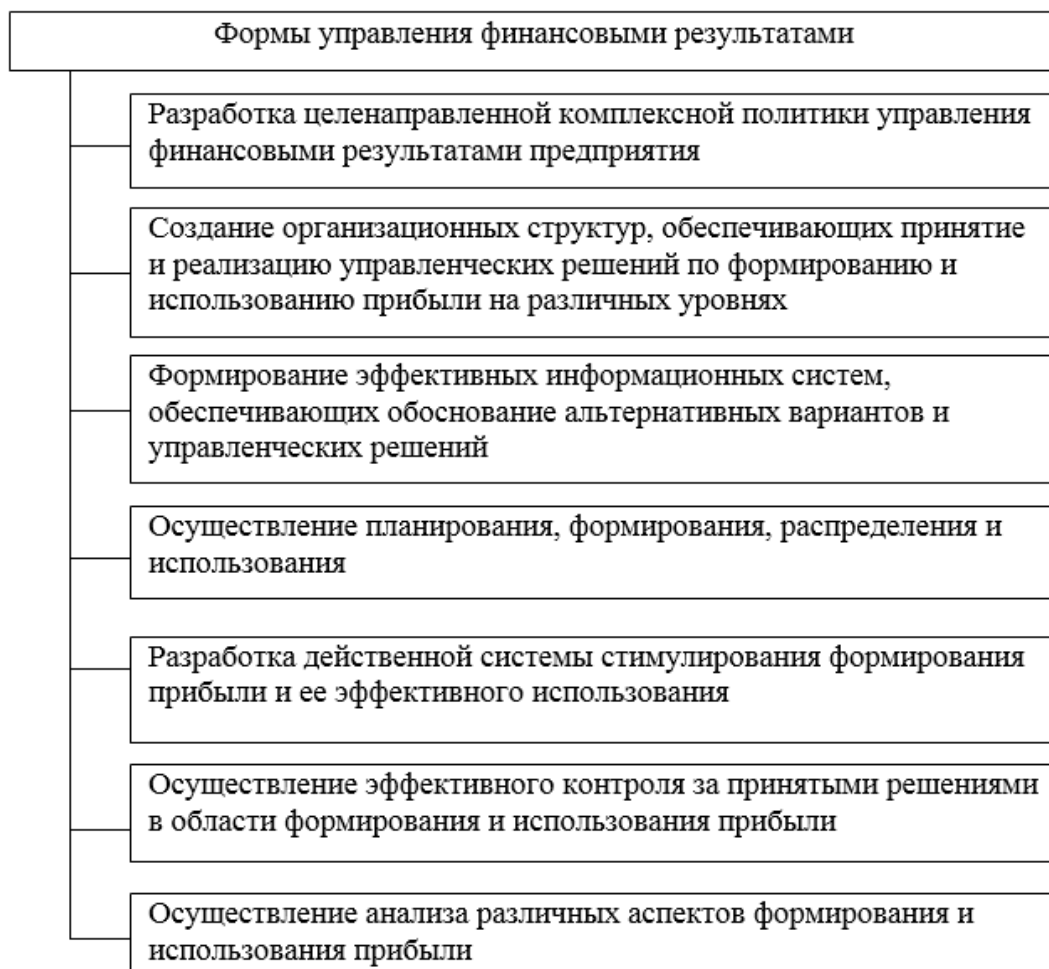 Формы управления финансовыми результатами
Разработка целенаправленной комплексной политики управления
финансовыми результатами предприятия
Создание организационных структур, обеспечивающих принятие
и реализацию управленческих решений по формированию и
использованию прибыли на различных уровнях
Формирование эффективных информационных систем,
обеспечивающих обоснование альтернативных вариантов и
управленческих решений
Осуществление планирования, формирования, распределения и
использования
Разработка действенной системы стимулирования формирования
прибыли и ее эффективного использования
Осуществление эффективного контроля за принятыми решениями
в области формирования и использования прибыли
Осуществление анализа различных аспектов формирования и
использования прибыли